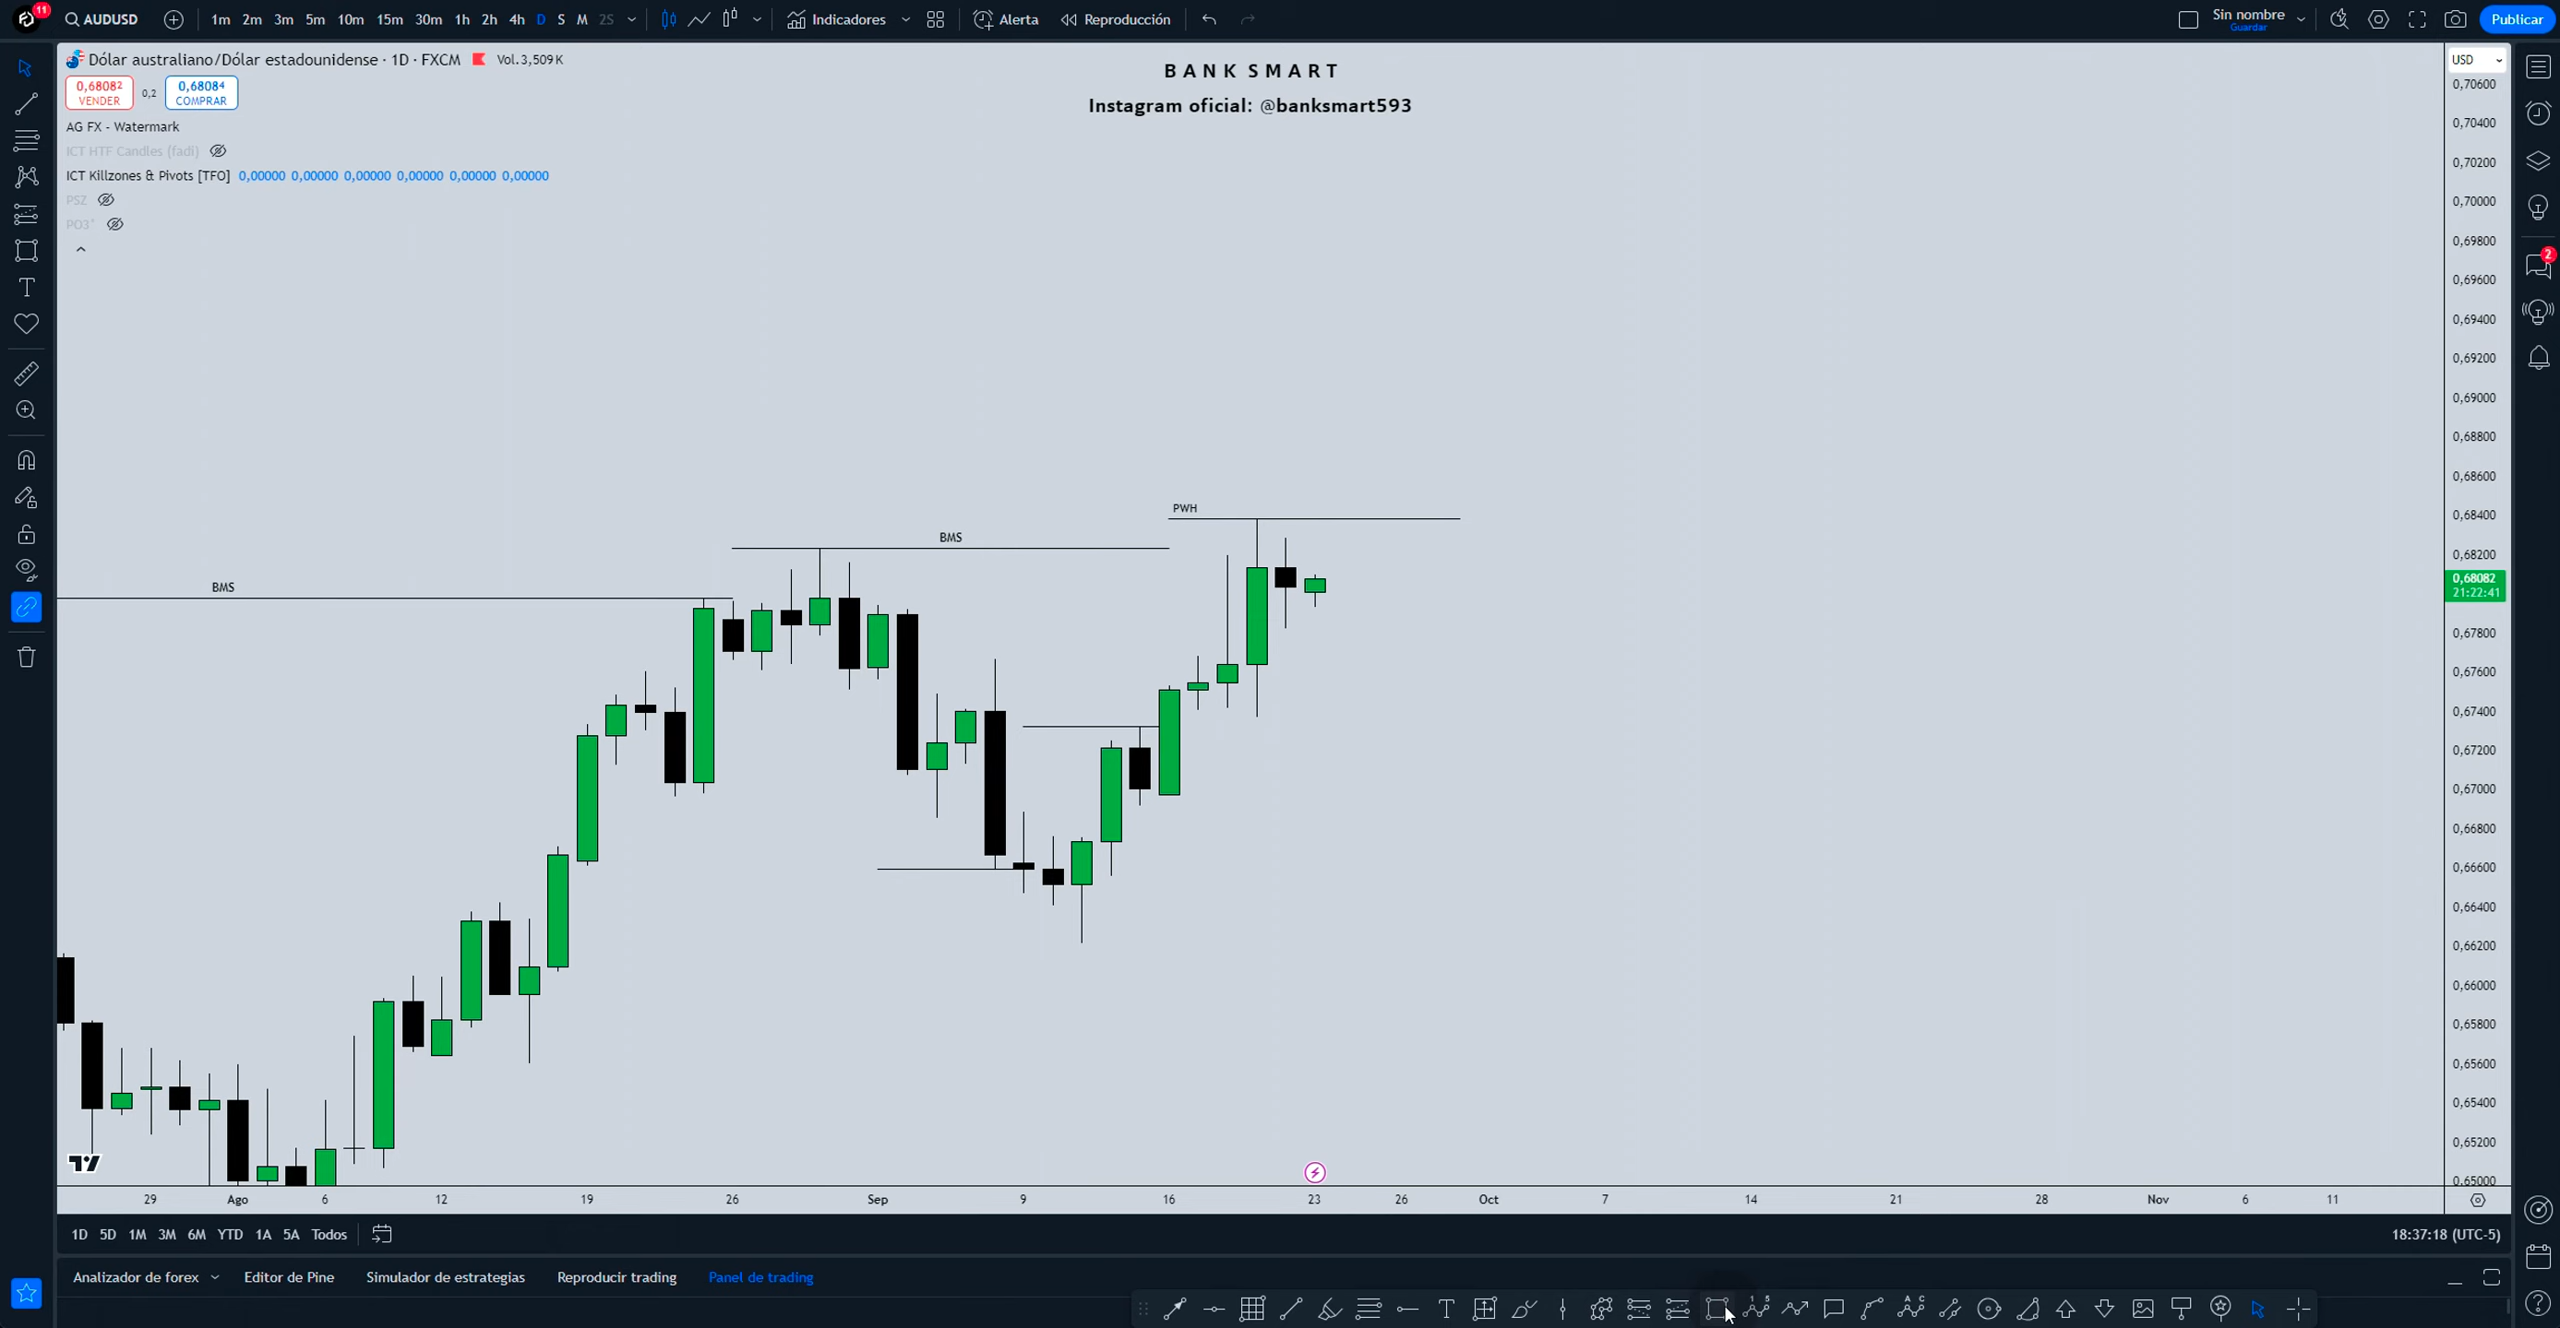 11
AUDUSD
1m 2m 3m 5m 10m 15m 30m 1h 2h 4h D S M 2S
Indicadores
Alerta
Reproducción
Sin nombre
Guardar
Publicar
Dólar australiano/Dólar estadounidense · 1D · FXCM
Vol.3,509K
0,68082
VENDER
0,2
0,68084
COMPRAR
AG FX - Watermark
ICT HTF Candles (fadi)
ICT Killzones & Pivots [TFO] 0,00000 0,00000 0,00000 0,00000 0,00000 0,00000
PSZ
PO3*
BANK SMART
Instagram oficial: @banksmart593
USD
0,70600
0,70400
0,70200
0,70000
0,69800
0,69600
0,69400
0,69200
0,69000
0,68800
0,68600
0,68400
0,68200
0,68082
21:22:41
0,67800
0,67600
0,67400
0,67200
0,67000
0,66800
0,66600
0,66400
0,66200
0,66000
0,65800
0,65600
0,65400
0,65200
0,65000
2
PWH
BMS
BMS
29 Ago 6 12 19 26 Sep 9 16 23 26 Oct 7 14 21 28 Nov 6 11
1D 5D 1M 3M 6M YTD 1A 5A Todos
18:37:18 (UTC-5)
Analizador de forex
Editor de Pine
Simulador de estrategias
Reproducir trading
Panel de trading